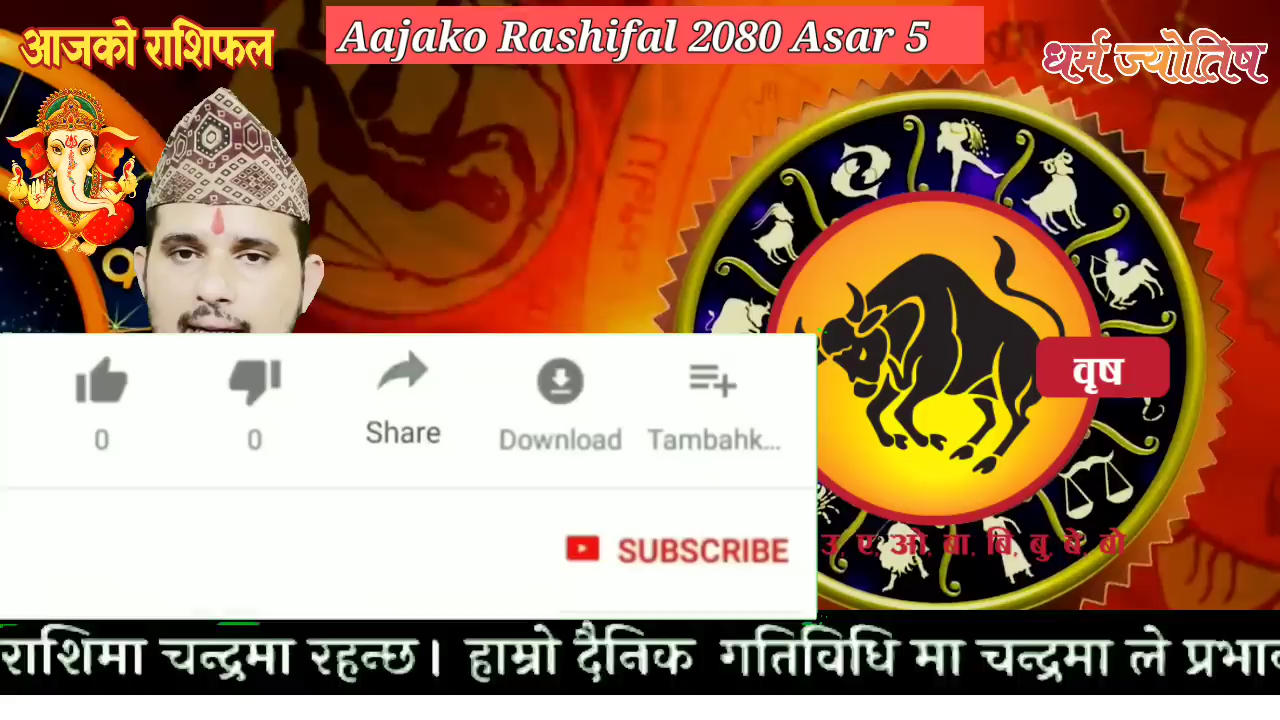 आजको राशिफल
Aajako Rashifal 2080 Asar 5
धर्म ज्योतिष
वृष
0
0
Share
Download
Tambahk...
SUBSCRIBE
उ, ए, ओ, बा, बि, बु, बे, बो
राशिमा चन्द्रमा रहन्छ। हाम्रो दैनिक गतिविधि मा चन्द्रमा ले प्रभाव